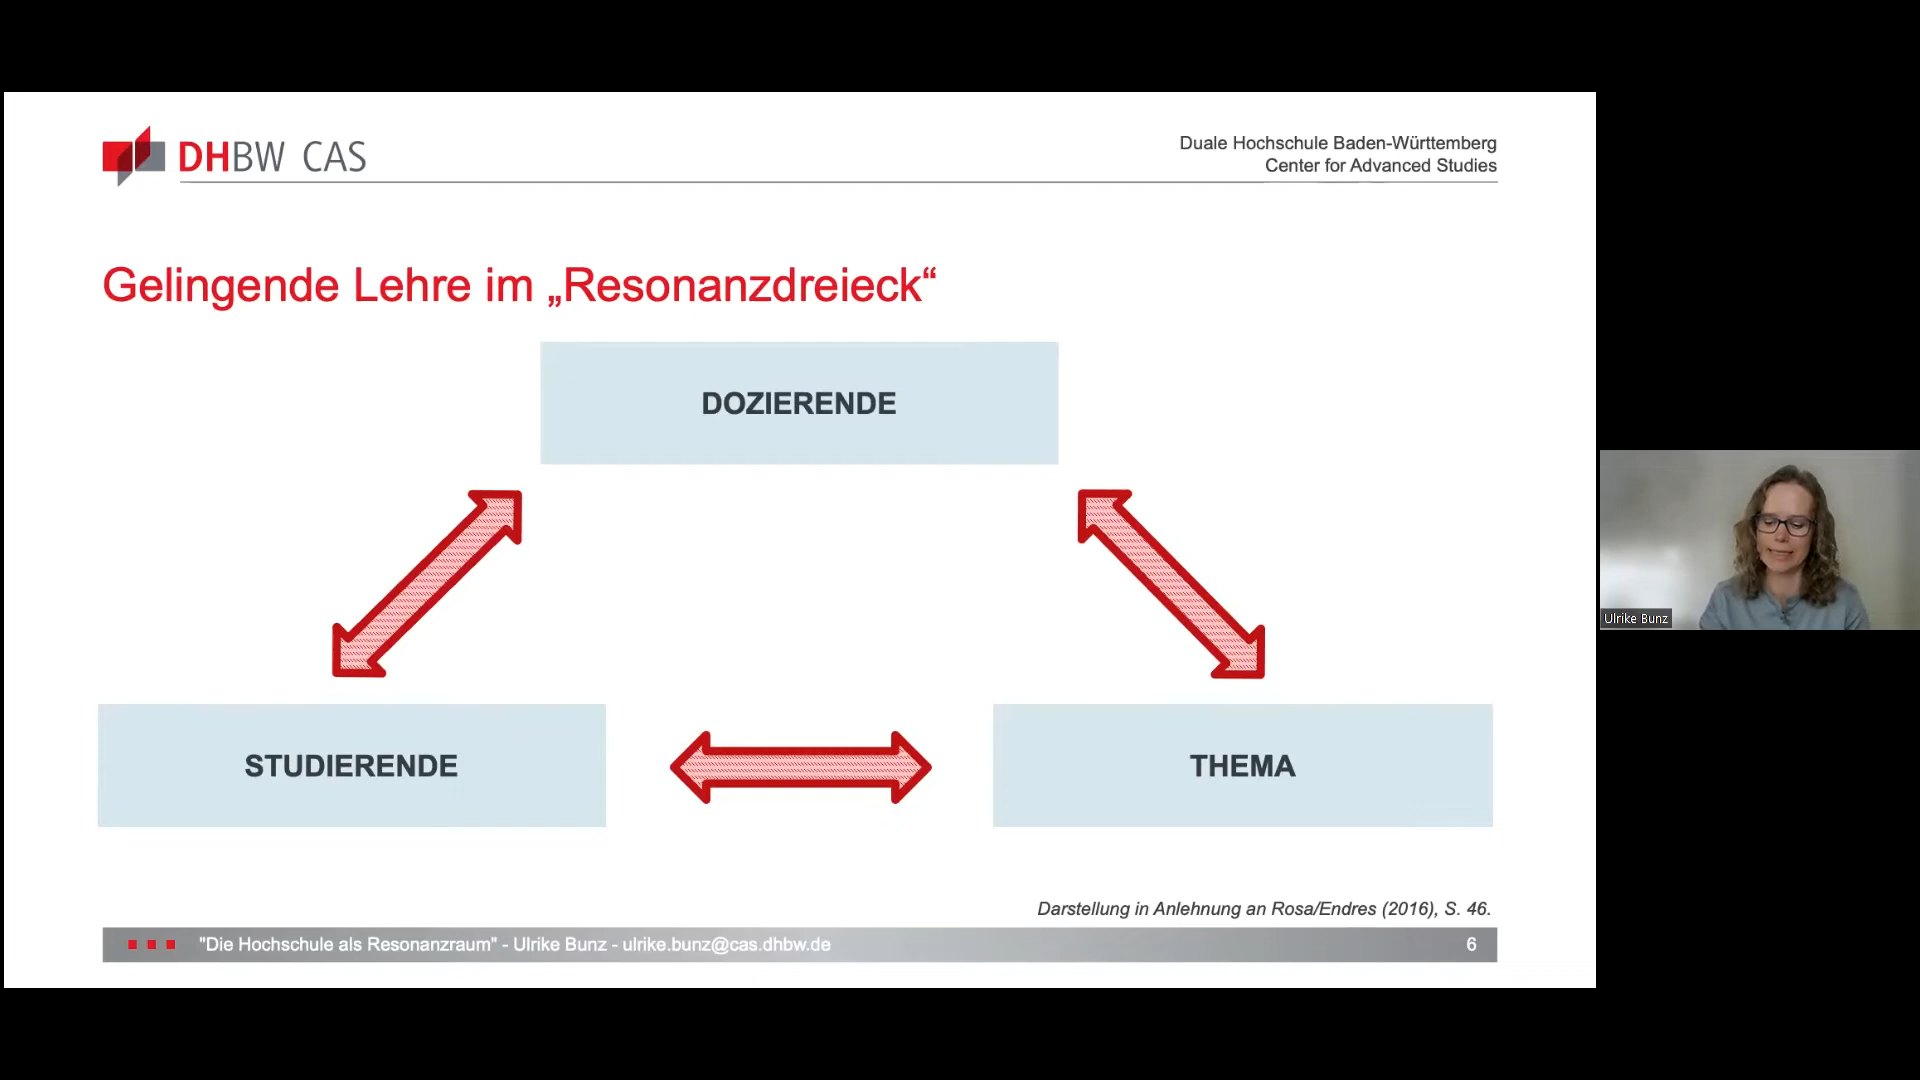 DHBW CAS
Duale Hochschule Baden-Württemberg
Center for Advanced Studies
Gelingende Lehre im „Resonanzdreieck“
DOZIERENDE
STUDIERENDE
THEMA
Darstellung in Anlehnung an Rosa/Endres (2016), S. 46.
"Die Hochschule als Resonanzraum" - Ulrike Bunz - ulrike.bunz@cas.dhbw.de
6
Ulrike Bunz